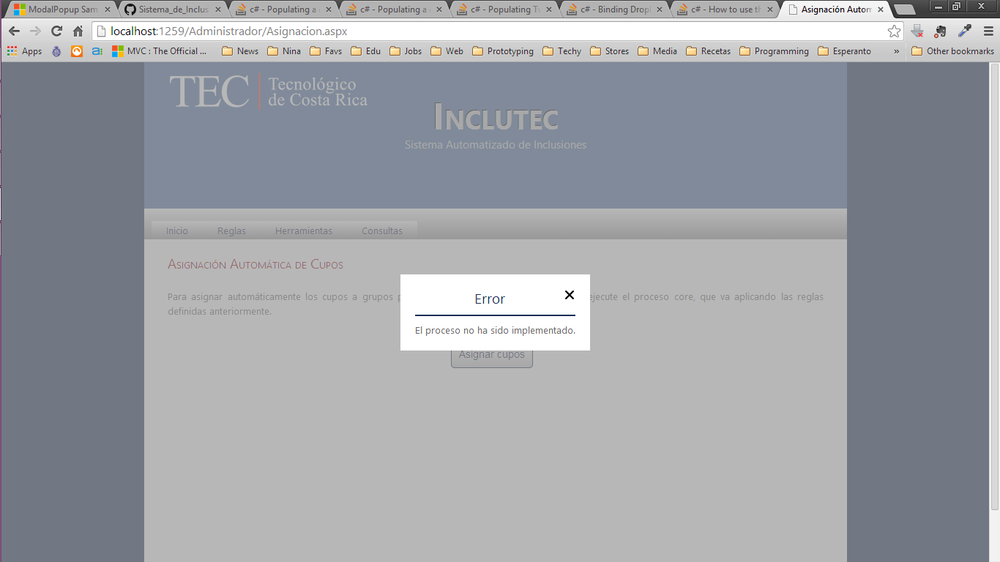 ModalPopup Sam
Sistema_de_Inclus
c# - Populating a
c# - Populating a
c# - Populating T
c# - Binding Drop
c# - How to use th
Asignación Autom
localhost:1259/Administrador/Asignacion.aspx
Apps
MVC : The Official ...
News
Nina
Favs
Edu
Jobs
Web
Prototyping
Techy
Stores
Media
Recetas
Programming
Esperanto
»
Other bookmarks
TEC
Tecnológico
de Costa Rica
Inclutec
Sistema Automatizado de Inclusiones
Inicio
Reglas
Herramientas
Consultas
Asignación Automática de Cupos
Para asignar automáticamente los cupos a grupos p
ejecute el proceso core, que va aplicando las reglas
definidas anteriormente.
Error
El proceso no ha sido implementado.
Asignar cupos